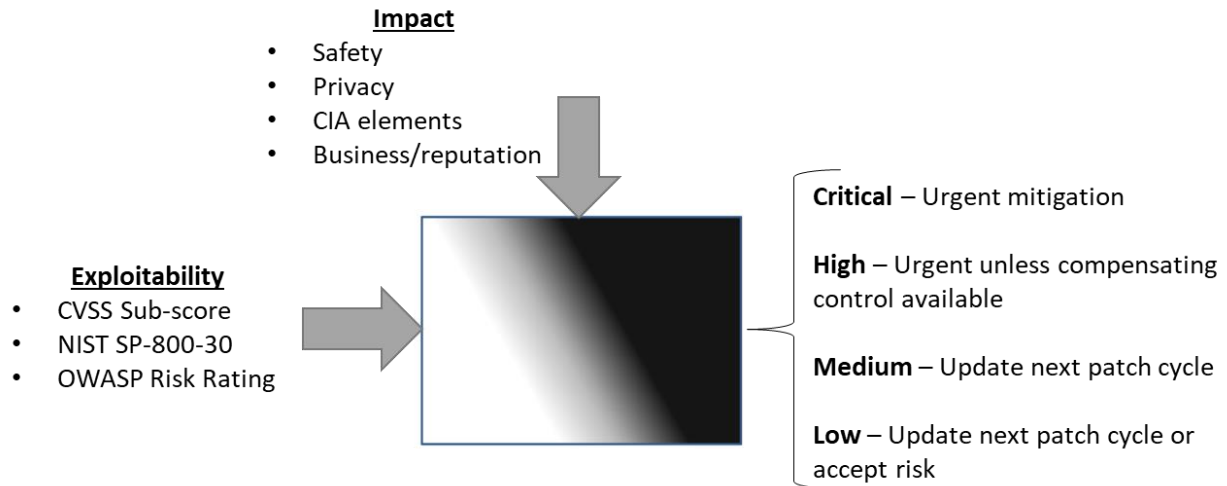 Impact
• Safety
• Privacy
• CIA elements
• Business/reputation
Exploitability
• CVSS Sub-score
• NIST SP-800-30
• OWASP Risk Rating
Critical – Urgent mitigation
High – Urgent unless compensating
control available
Medium – Update next patch cycle
Low – Update next patch cycle or
accept risk